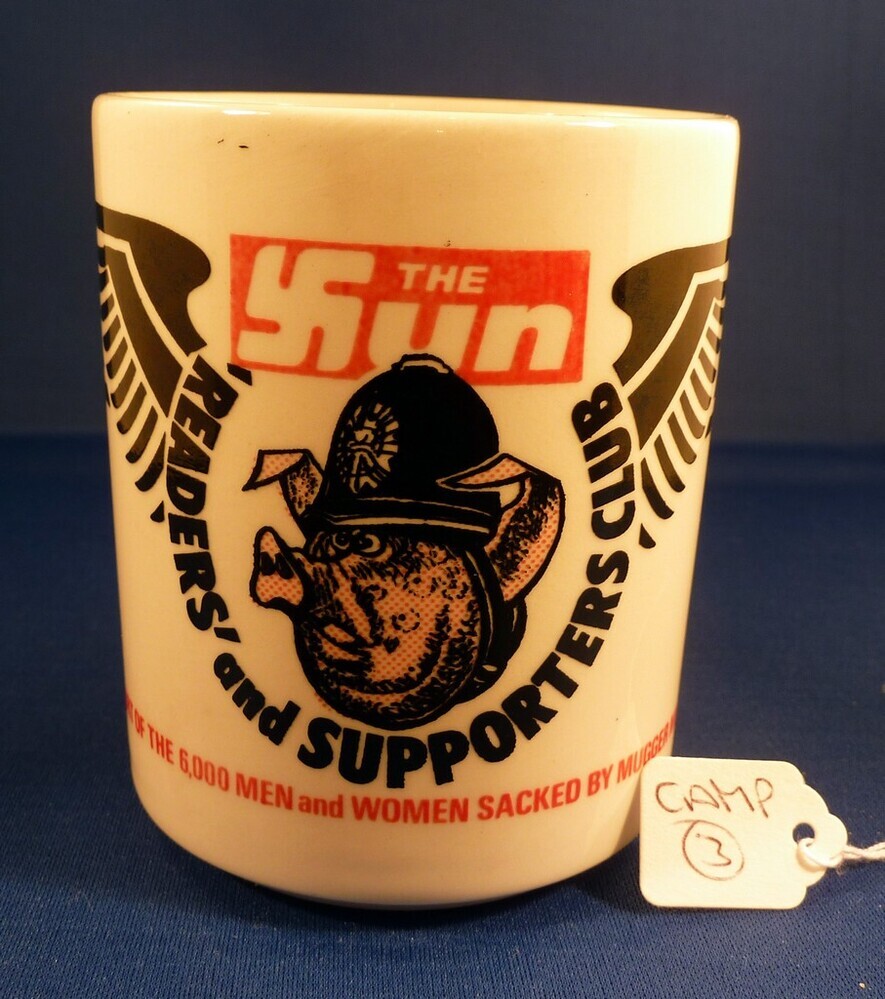 THE
Sun
READERS' and SUPPORTERS CLUB
OF THE 6,000 MEN and WOMEN SACKED BY MUGGER
CAMP
3